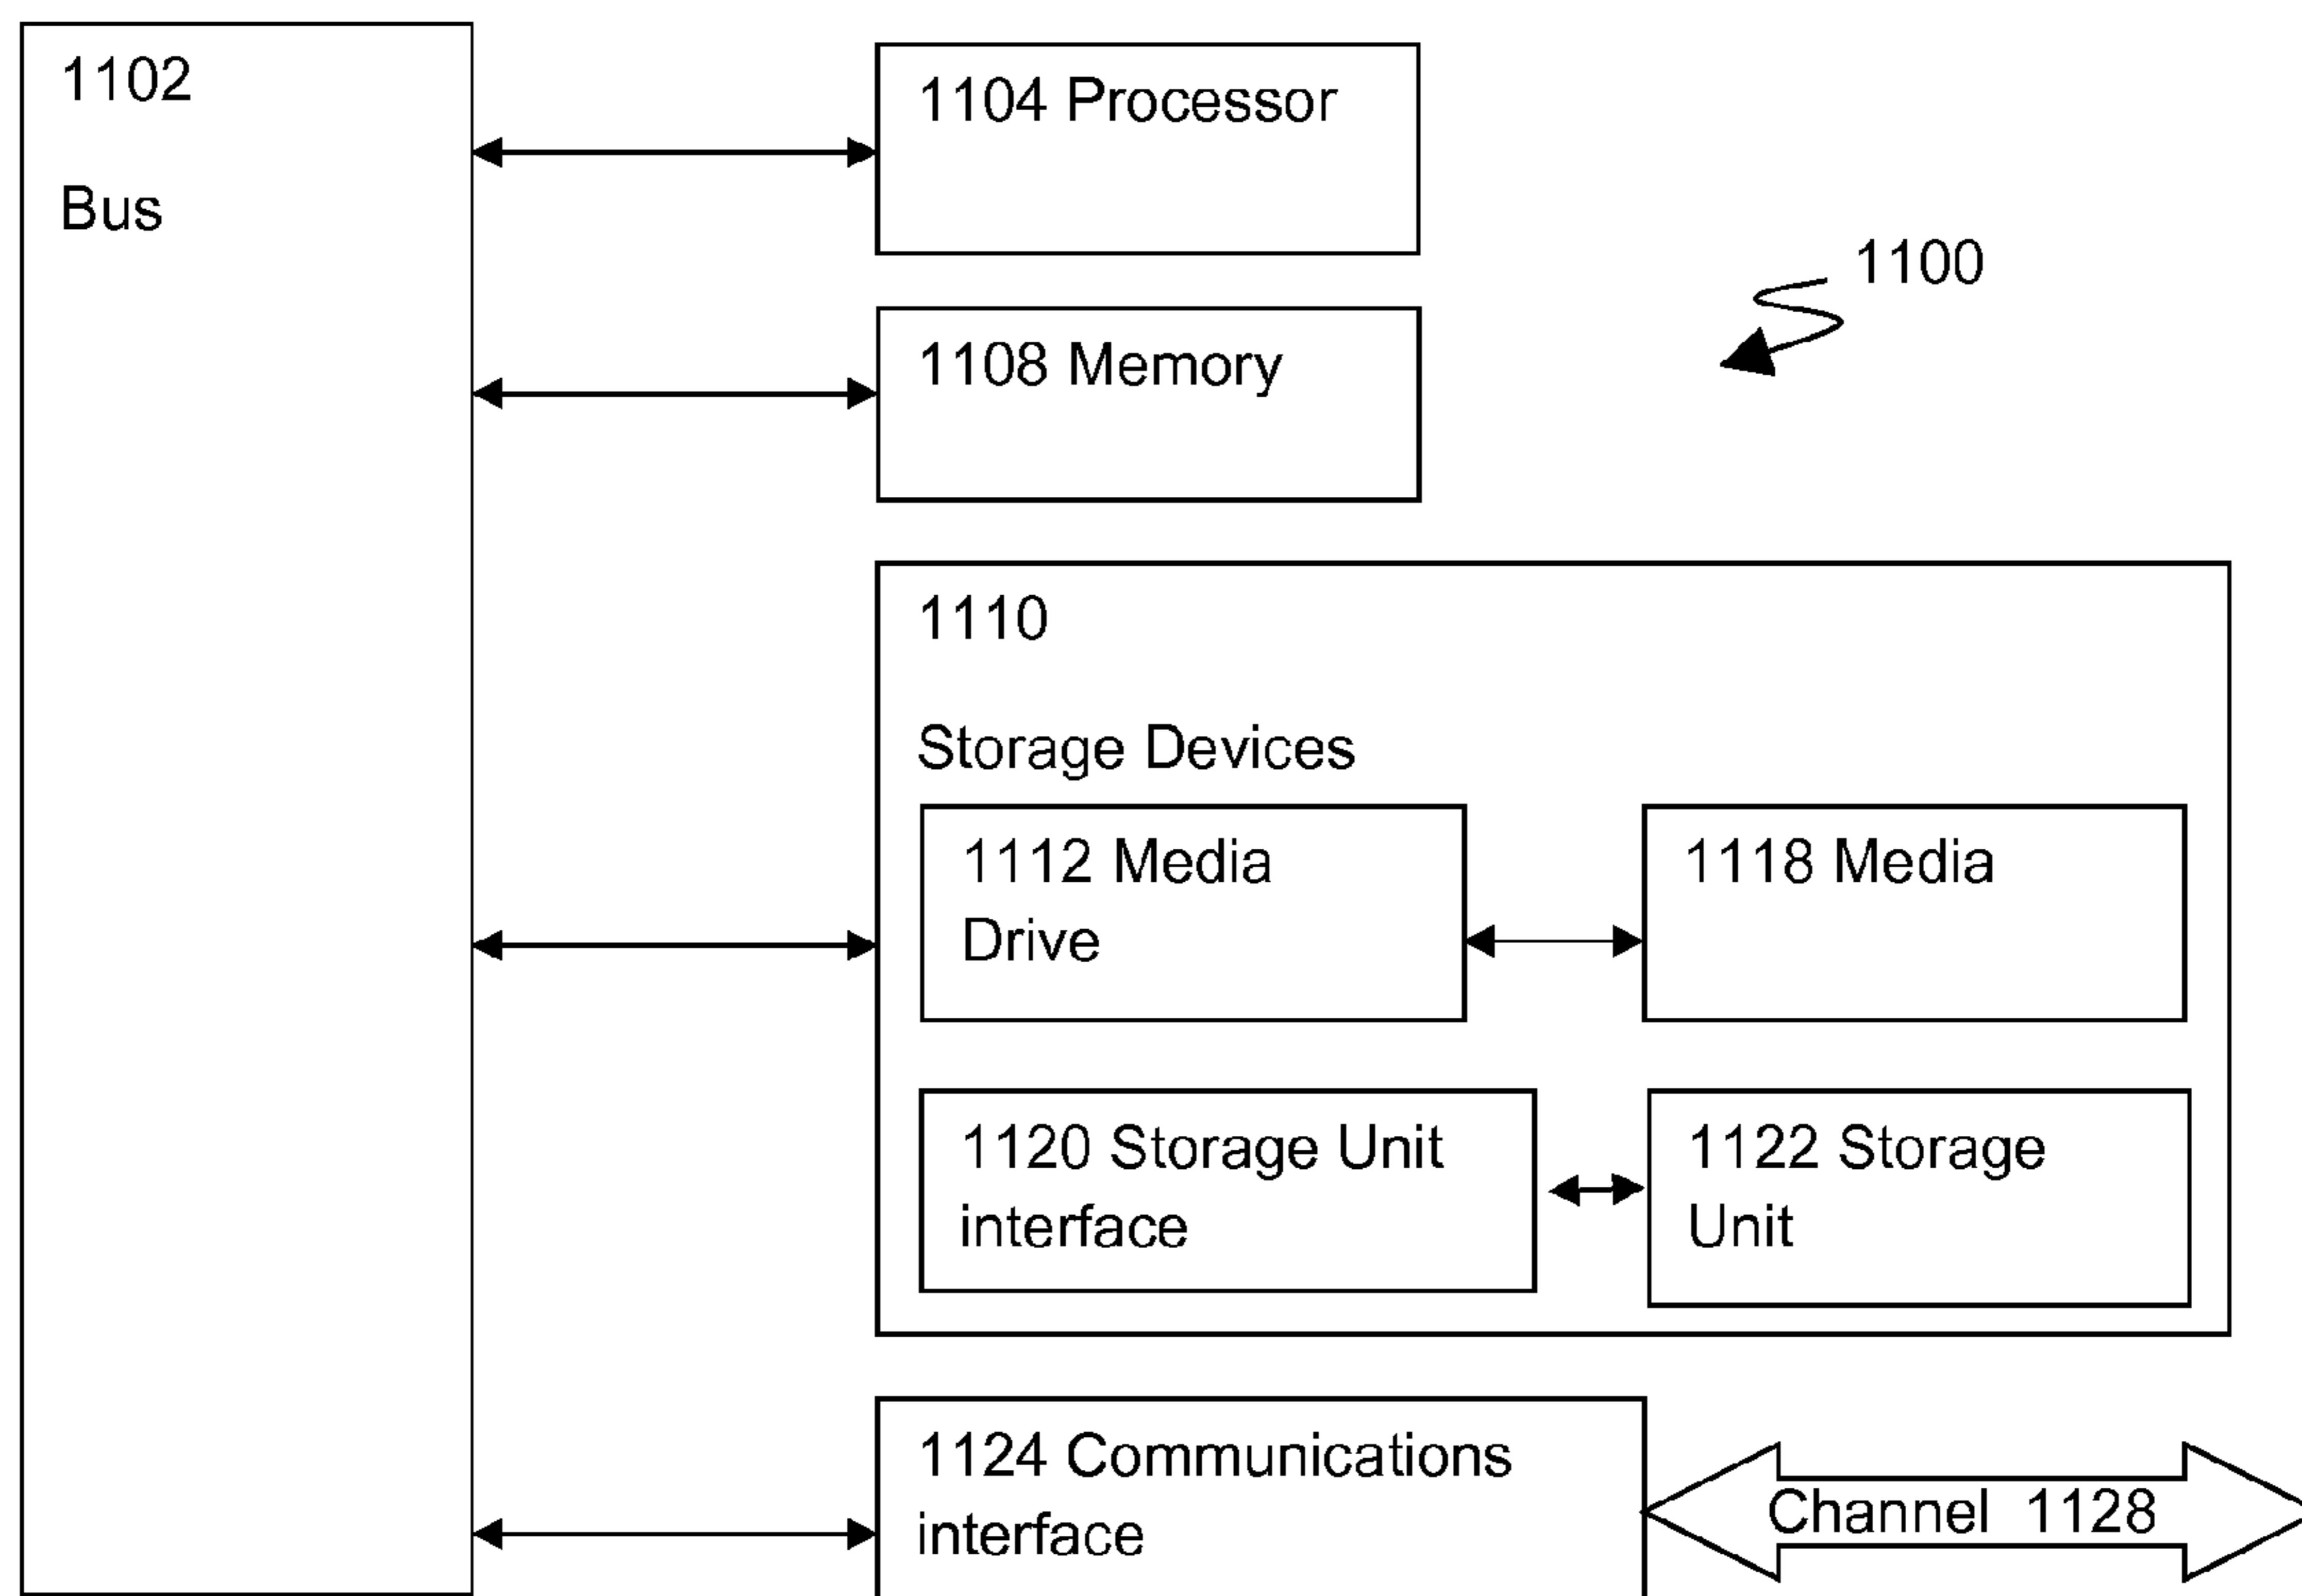 1102
Bus
1104 Processor
1100
1108 Memory
1110
Storage Devices
1112 Media
Drive
1118 Media
1120 Storage Unit
interface
1122 Storage
Unit
1124 Communications
interface
Channel 1128